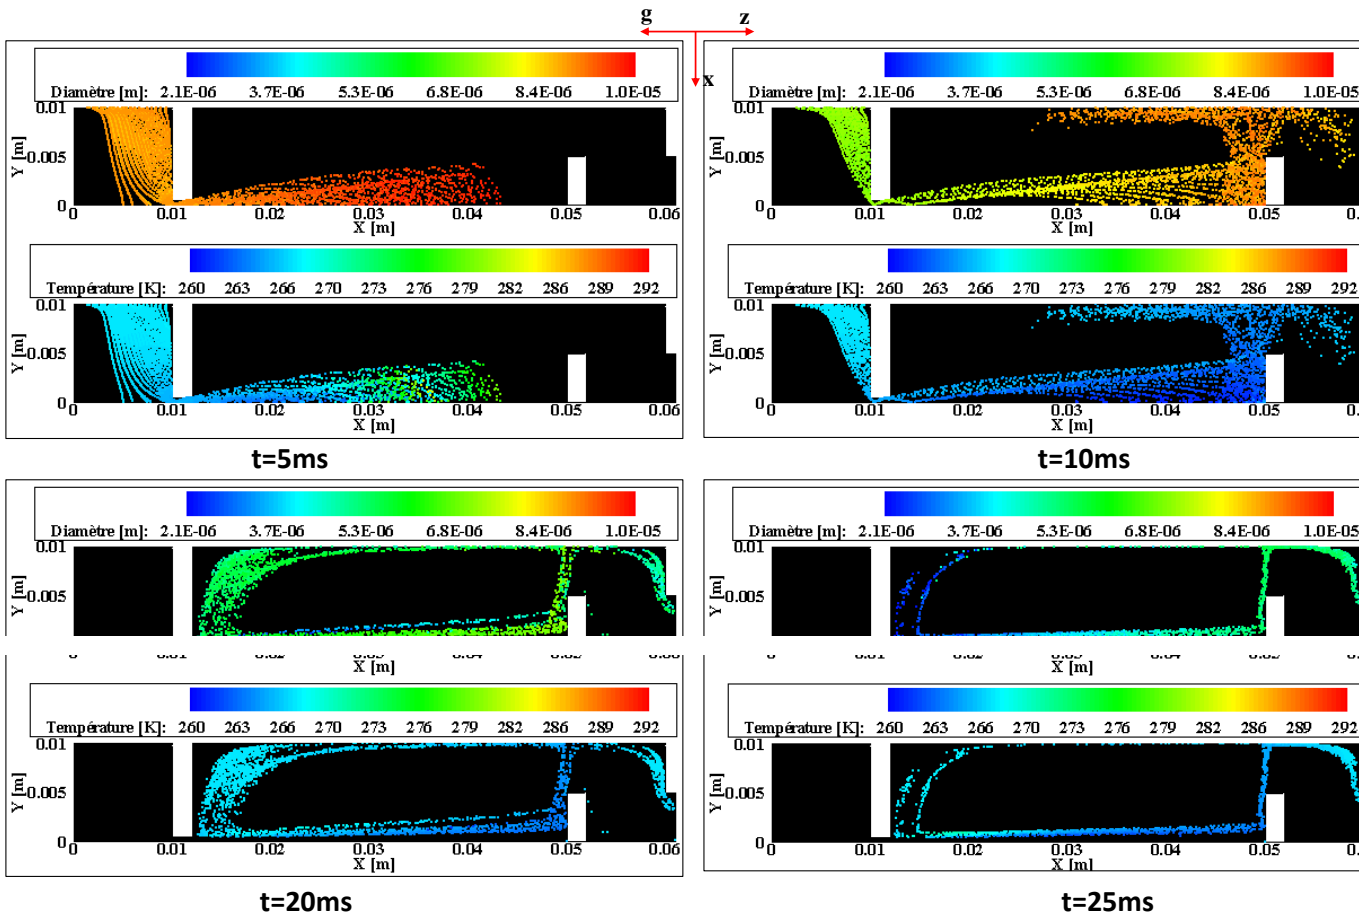 g z
x
Diamètre [m]: 2.1E-06 3.7E-06 5.3E-06 6.8E-06 8.4E-06 1.0E-05
0.01
Y [m]
0.005
0
0 0.01 0.02 0.03 0.04 0.05 0.06
X [m]
Température [K]: 260 263 266 270 273 276 279 282 286 289 292
0.01
Y [m]
0.005
0
0 0.01 0.02 0.03 0.04 0.05 0.06
X [m]
t=5ms
Diamètre [m]: 2.1E-06 3.7E-06 5.3E-06 6.8E-06 8.4E-06 1.0E-05
0.01
Y [m]
0.005
0
0 0.01 0.02 0.03 0.04 0.05 0.
X [m]
Température [K]: 260 263 266 270 273 276 279 282 286 289 292
0.01
Y [m]
0.005
0
0 0.01 0.02 0.03 0.04 0.05 0.
X [m]
t=10ms
Diamètre [m]: 2.1E-06 3.7E-06 5.3E-06 6.8E-06 8.4E-06 1.0E-05
0.01
Y [m]
0.005
X [m]
Température [K]: 260 263 266 270 273 276 279 282 286 289 292
0.01
Y [m]
0.005
0
0 0.01 0.02 0.03 0.04 0.05 0.06
X [m]
t=20ms
Diamètre [m]: 2.1E-06 3.7E-06 5.3E-06 6.8E-06 8.4E-06 1.0E-05
0.01
Y [m]
0.005
X [m]
Température [K]: 260 263 266 270 273 276 279 282 286 289 292
0.01
Y [m]
0.005
0
0 0.01 0.02 0.03 0.04 0.05 0.
X [m]
t=25ms